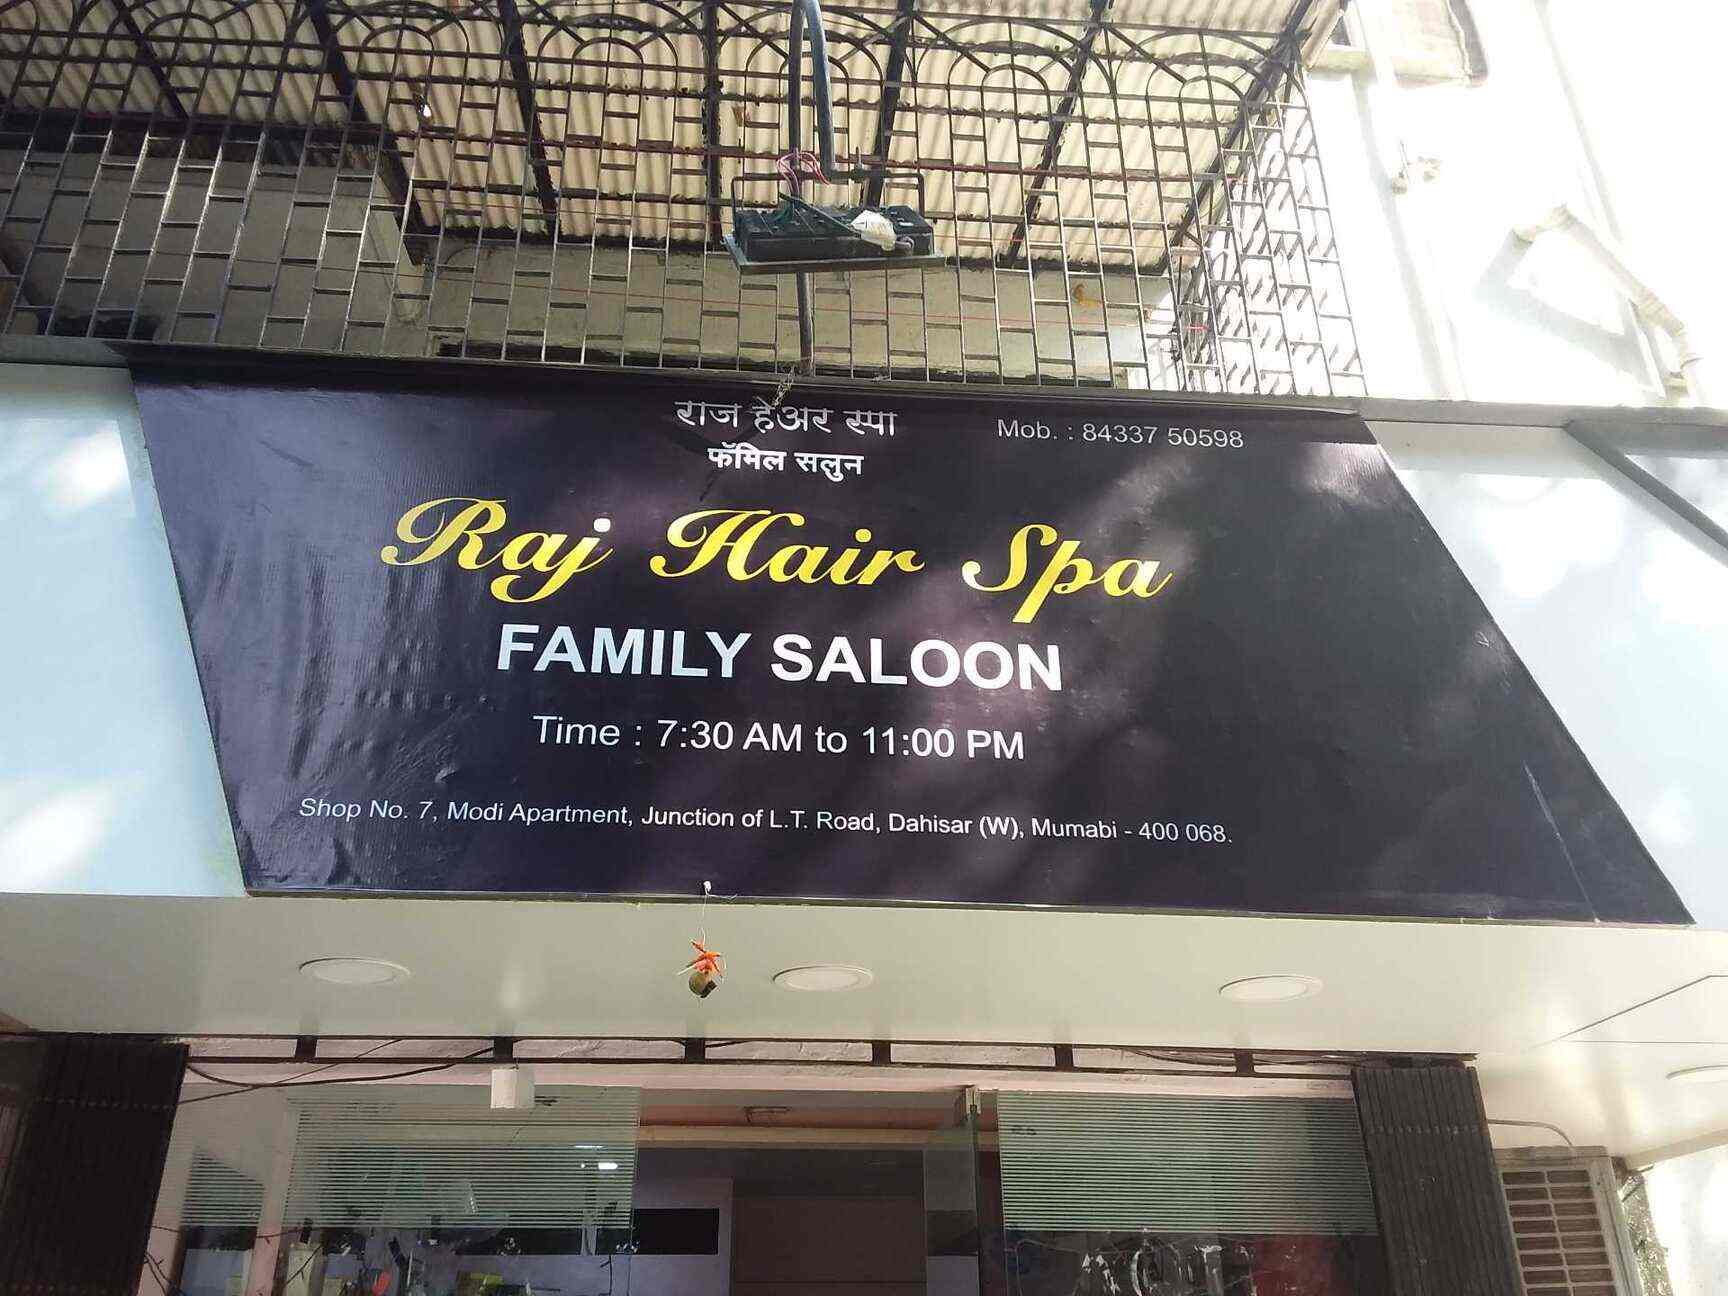 राज हेअर स्पा
Mob. : 84337 50598
फॅमिल सलुन
Raj Hair Spa
FAMILY SALOON
Time : 7:30 AM to 11:00 PM
Shop No. 7, Modi Apartment, Junction of L.T. Road, Dahisar (W), Mumabi - 400 068.